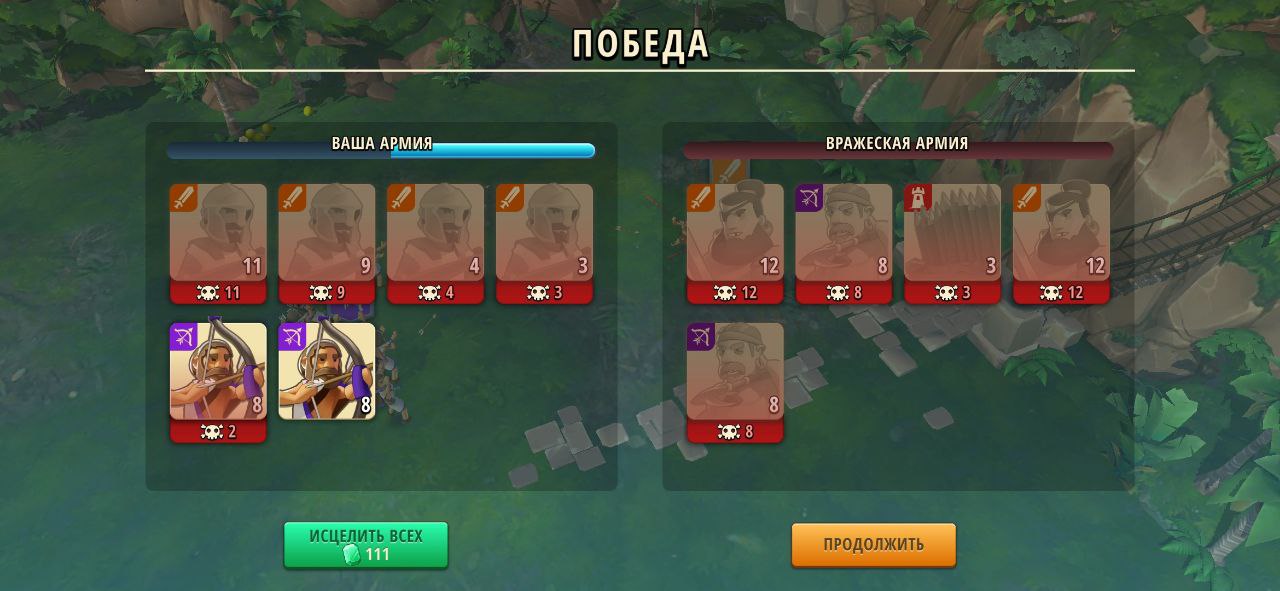 ПОБЕДА
ВАША АРМИЯ
ВРАЖЕСКАЯ АРМИЯ
11 9 4 3
12 8 3 12
11 9 4 3
12 8 3 12
8 8
8
2
8
ИСЦЕЛИТЬ ВСЕХ
111
ПРОДОЛЖИТЬ